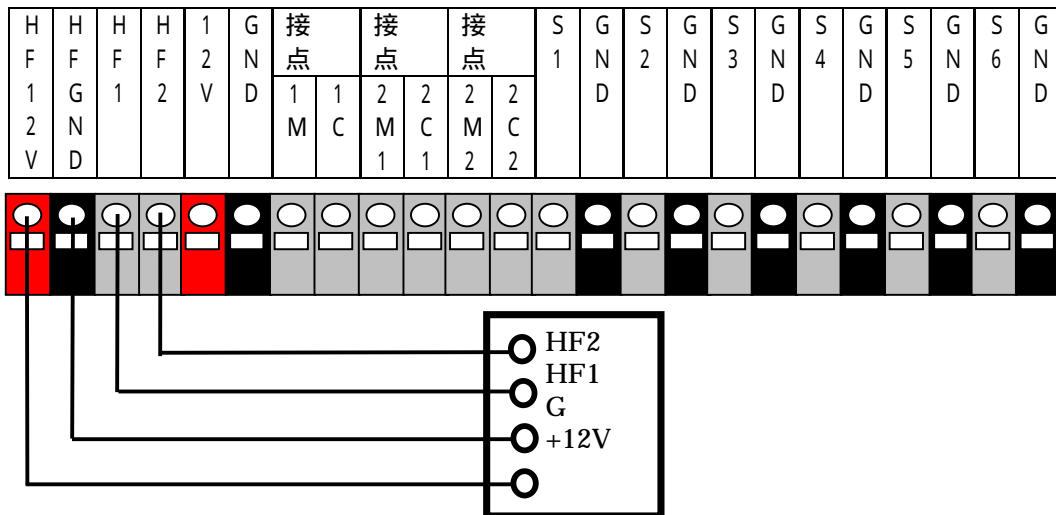 HF12V HFGND HF1 HF2 12V GND 接点 接点 接点 S1 GND S2 GND S3 GND S4 GND S5 GND S6 GND
1M 1C 2M1 2C1 2M2 2C2
HF2
HF1
G
+12V